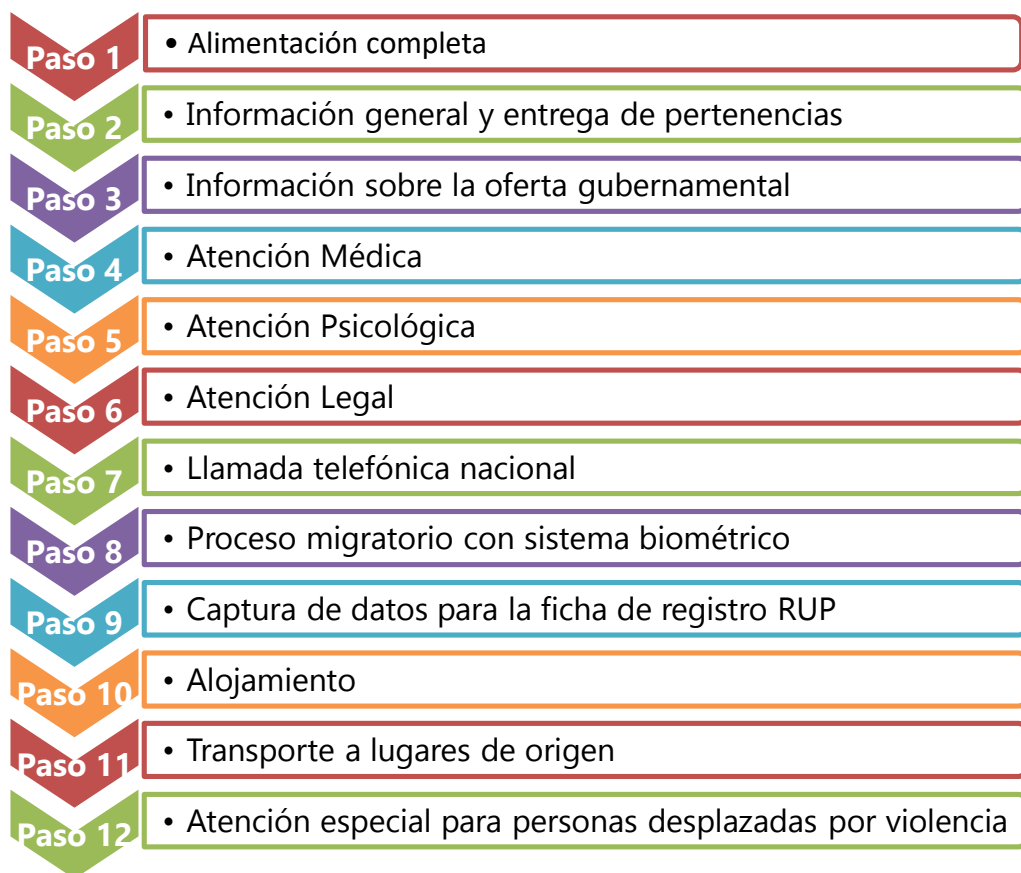 Paso 1
• Alimentación completa
Paso 2
• Información general y entrega de pertenencias
Paso 3
• Información sobre la oferta gubernamental
Paso 4
• Atención Médica
Paso 5
• Atención Psicológica
Paso 6
• Atención Legal
Paso 7
• Llamada telefónica nacional
Paso 8
• Proceso migratorio con sistema biométrico
Paso 9
• Captura de datos para la ficha de registro RUP
Paso 10
• Alojamiento
Paso 11
• Transporte a lugares de origen
Paso 12
• Atención especial para personas desplazadas por violencia